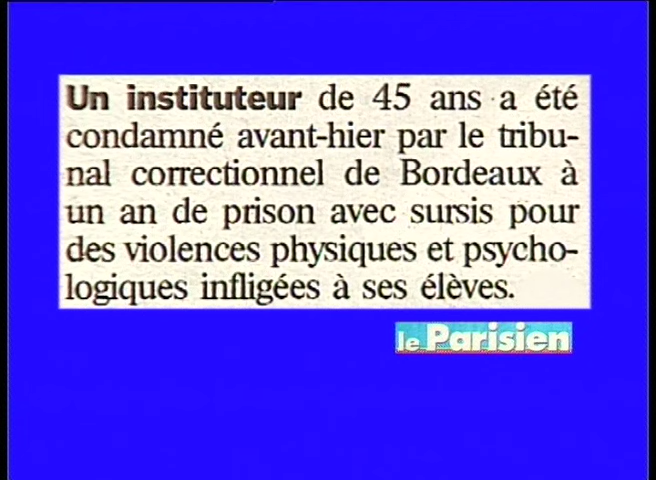 Un instituteur de 45 ans a été
condamné avant-hier par le tribu-
nal correctionnel de Bordeaux à
un an de prison avec sursis pour
des violences physiques et psycho-
logiques infligées à ses élèves.
le Parisien